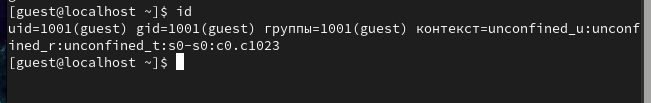 [guest@localhost ~]$ id
uid=1001(guest) gid=1001(guest) группы=1001(guest) контекст=unconfined_u:unconf
ined_r:unconfined_t:s0-s0:c0.c1023
[guest@localhost ~]$